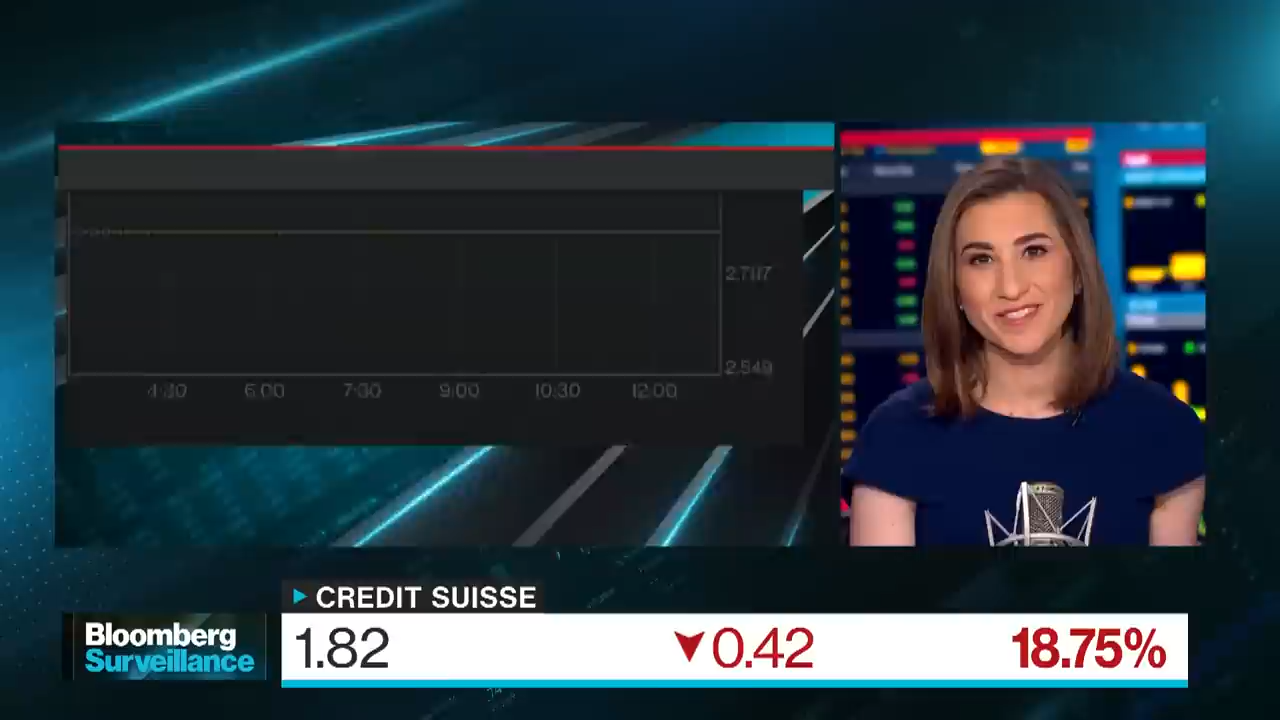 2.7117
2.549
4:30 6:00 7:30 9:00 10:30 12:00
CREDIT SUISSE
Bloomberg
Surveillance
1.82 0.42 18.75%